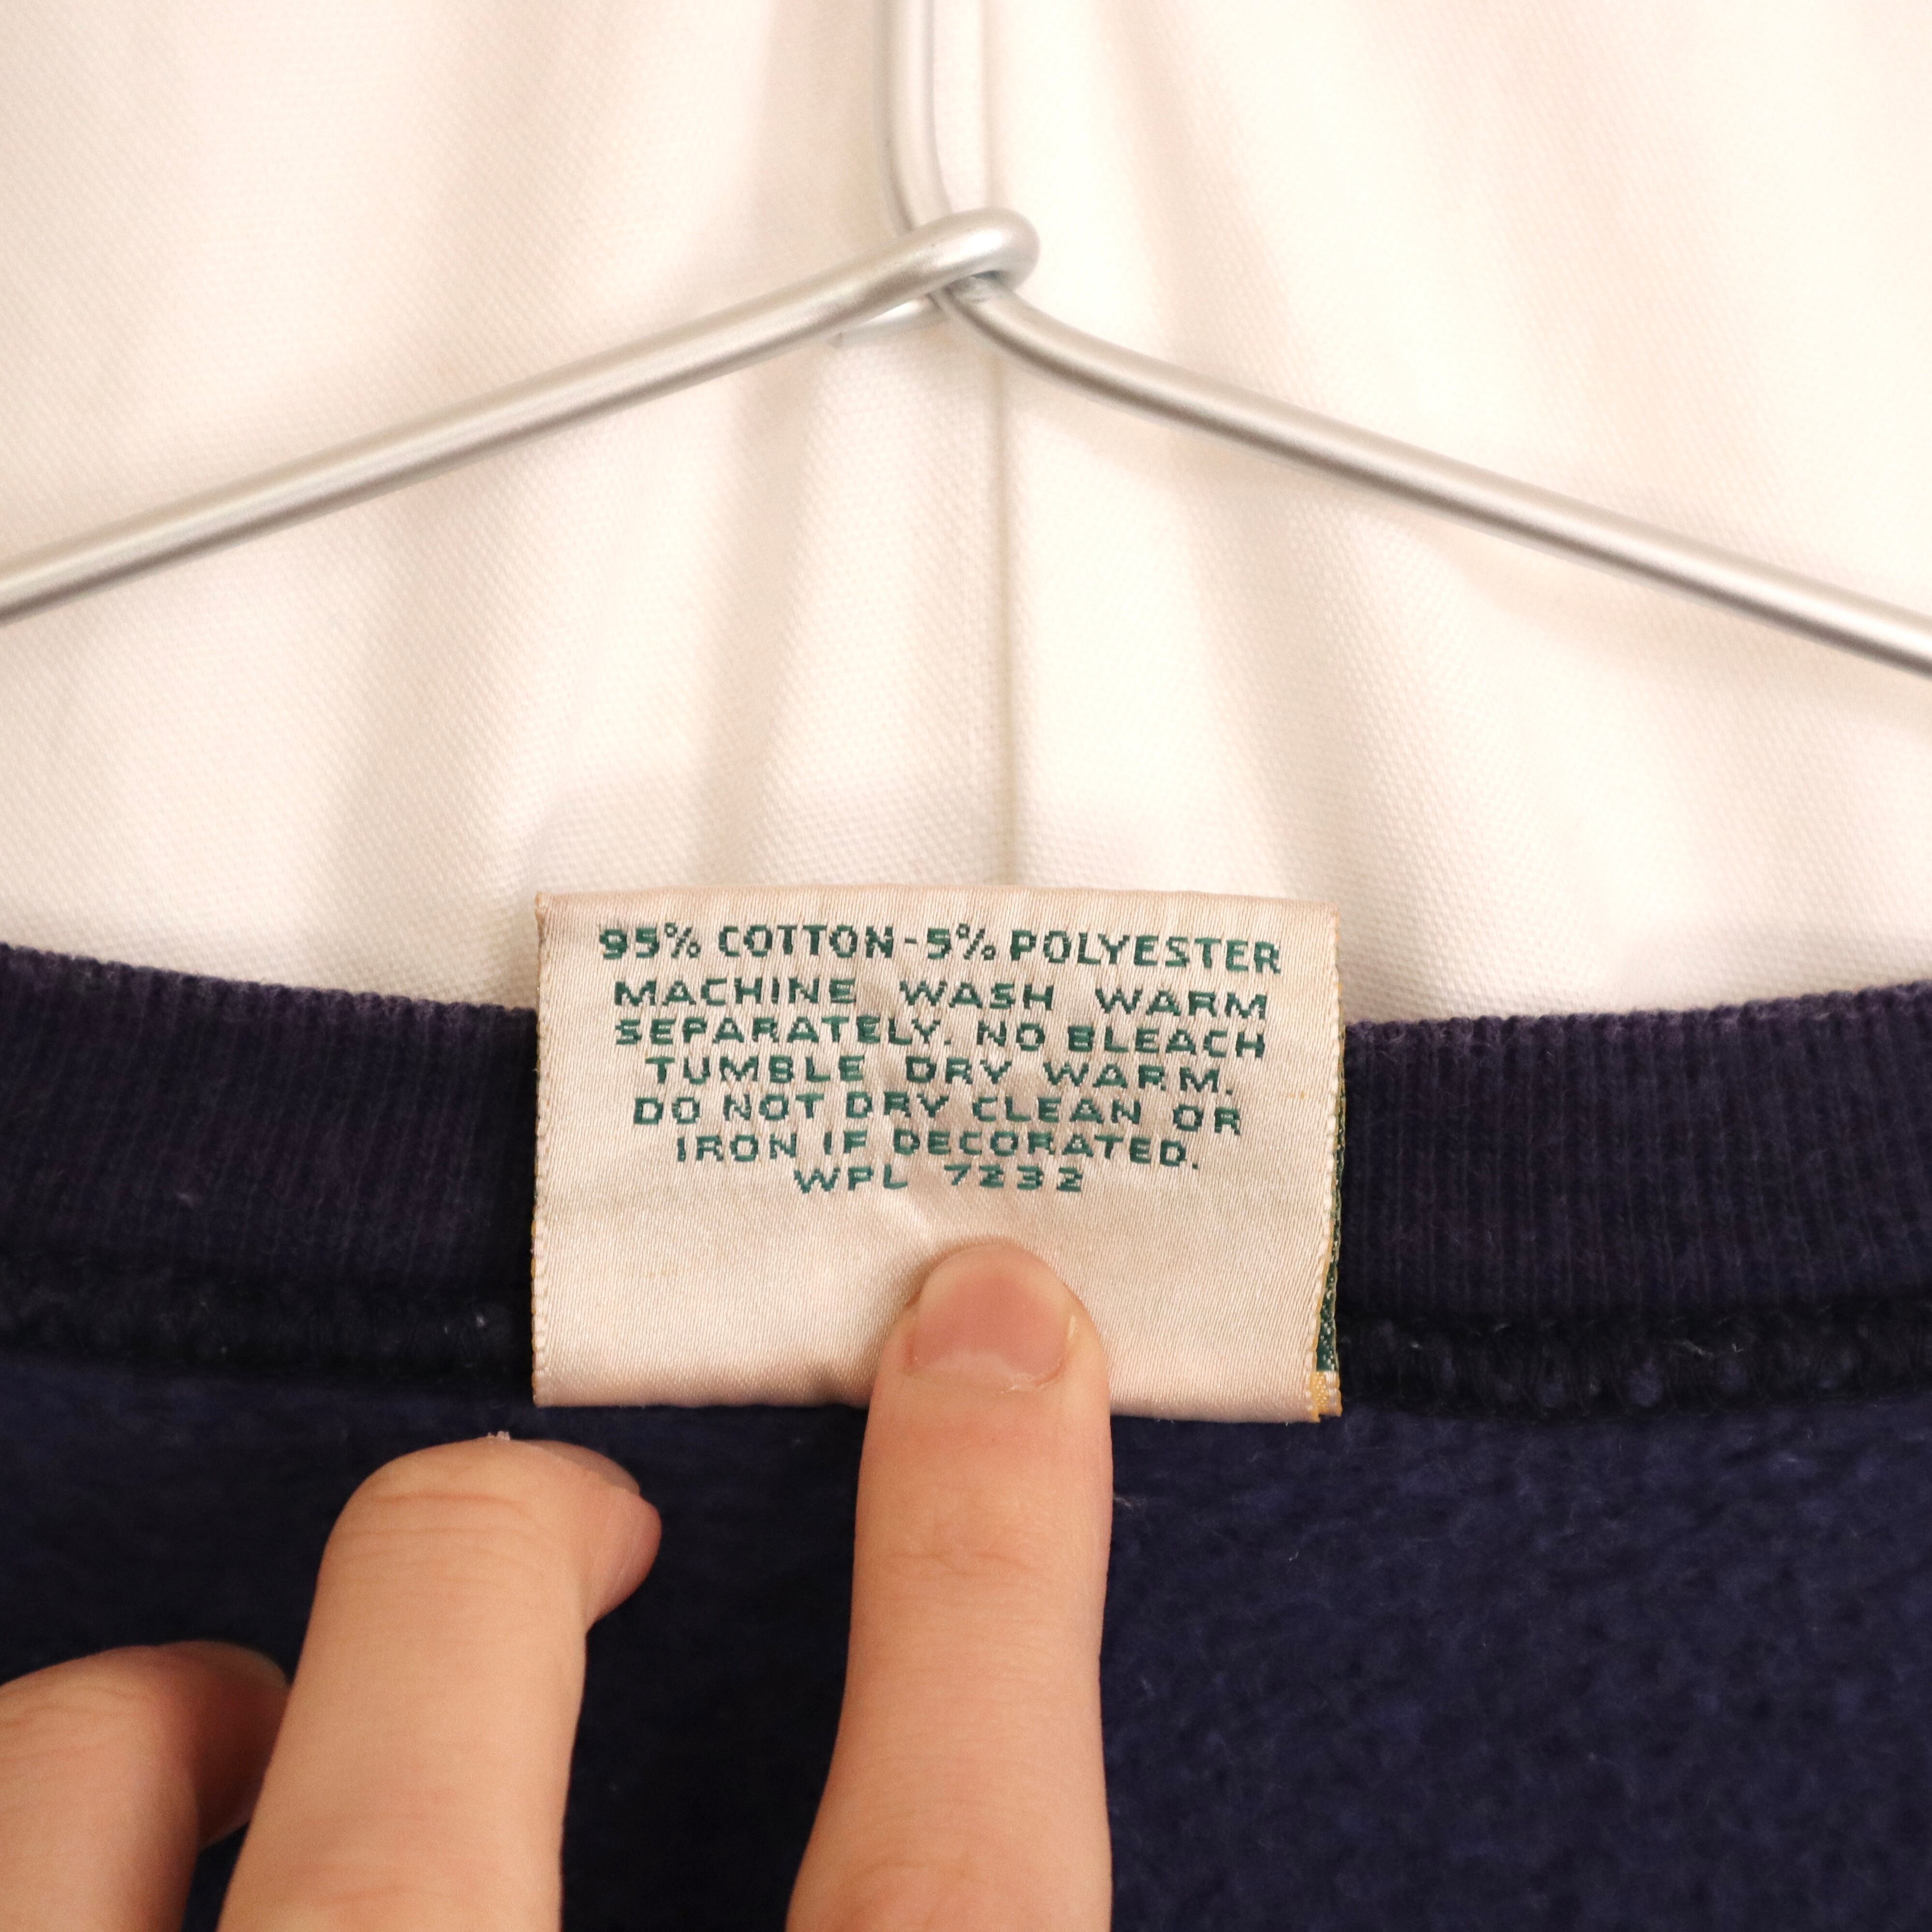 95% COTTON-5% POLYESTER
MACHINE WASH WARM
SEPARATELY. NO BLEACH
TUMBLE DRY WARM.
DO NOT DRY CLEAN OR
IRON IF DECORATED.
WPL 7232